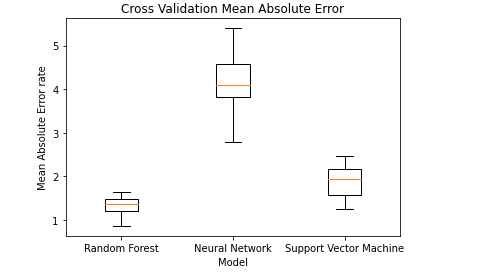 Cross Validation Mean Absolute Error
Mean Absolute Error rate
5
4
3
2
1
Random Forest
Neural Network
Support Vector Machine
Model